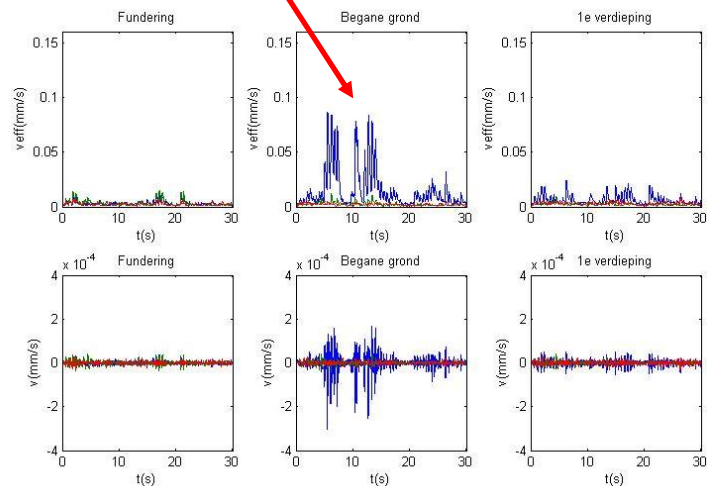 Fundering
0.15
0.1
0.05
0
veff(mm/s)
0 10 20 30
t(s)
Begane grond
0.15
0.1
0.05
0
veff(mm/s)
0 10 20 30
t(s)
1e verdieping
0.15
0.1
0.05
0
veff(mm/s)
0 10 20 30
t(s)
x 10⁻⁴ Fundering
4
2
0
-2
-4
v(mm/s)
0 10 20 30
t(s)
x 10⁻⁴ Begane grond
4
2
0
-2
-4
v(mm/s)
0 10 20 30
t(s)
x 10⁻⁴ 1e verdieping
4
2
0
-2
-4
v(mm/s)
0 10 20 30
t(s)